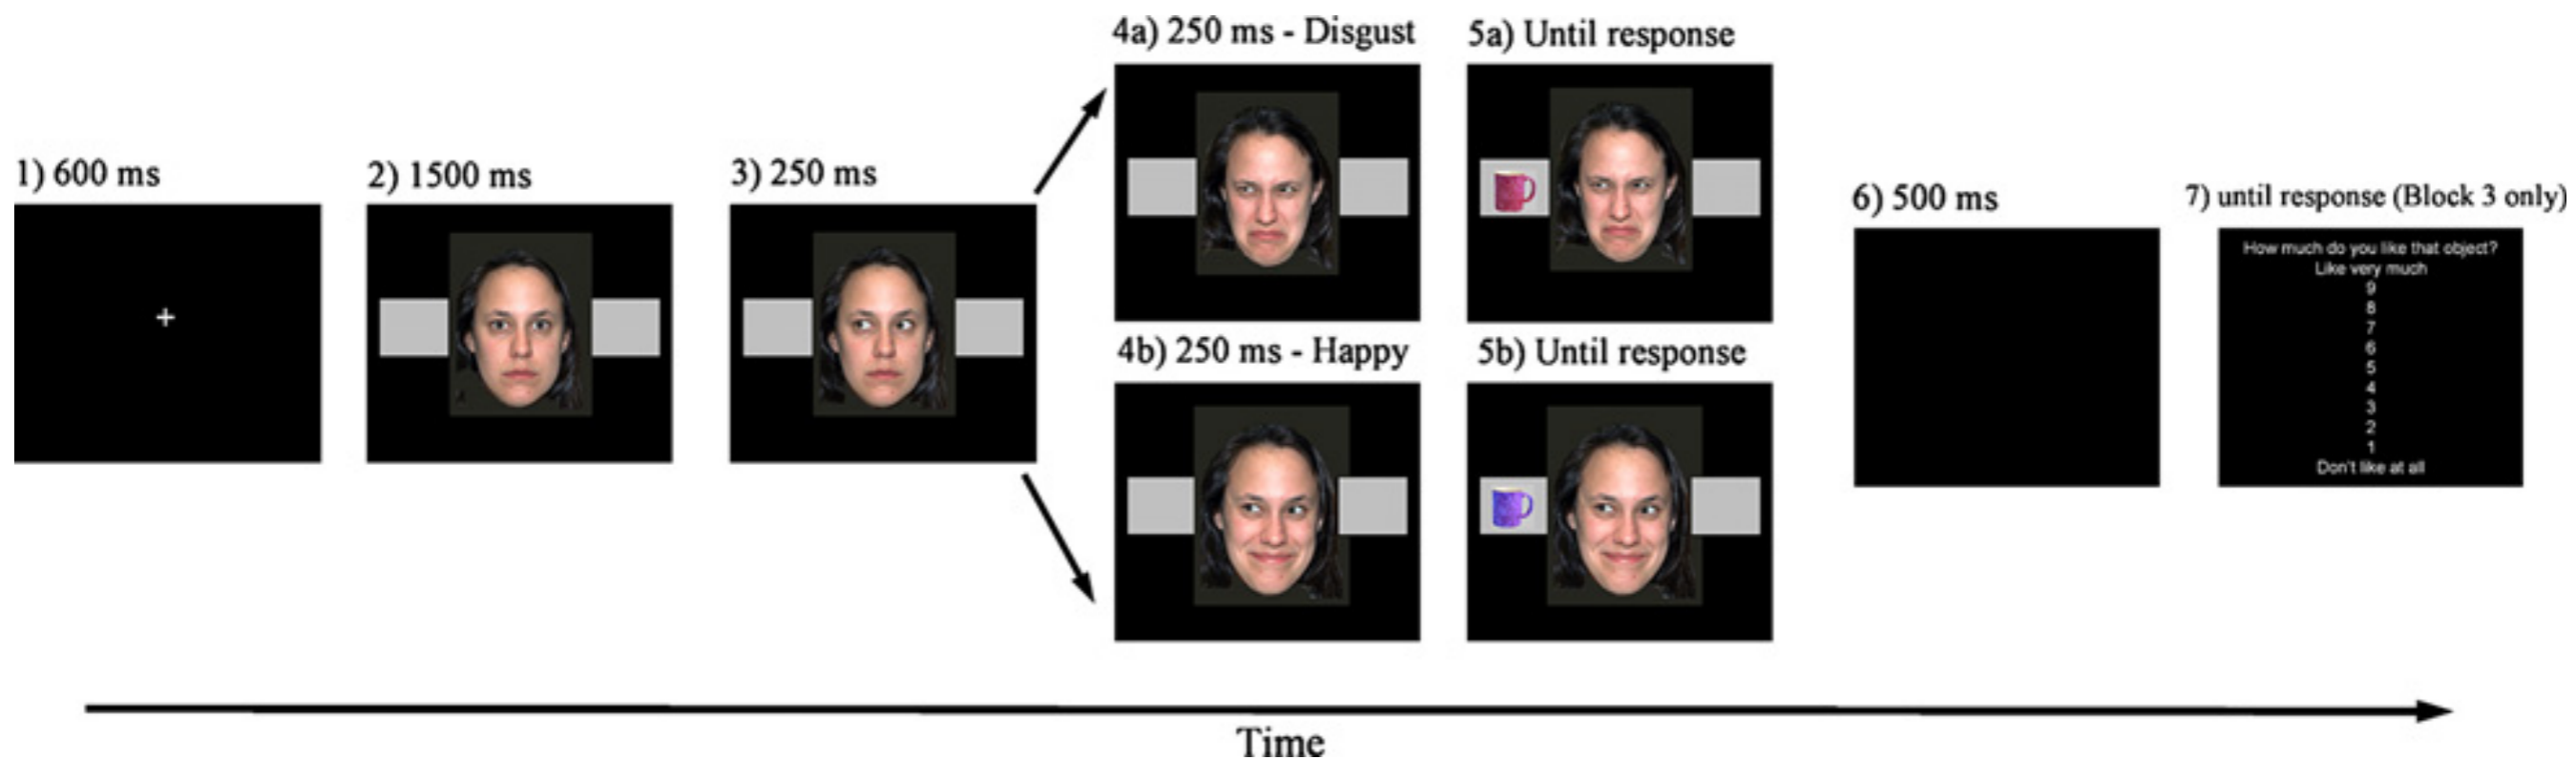 1) 600 ms
2) 1500 ms
3) 250 ms
4a) 250 ms - Disgust
5a) Until response
4b) 250 ms - Happy
5b) Until response
6) 500 ms
7) until response (Block 3 only)
How much do you like that object?
Like very much
9
8
7
6
5
4
3
2
1
Don't like at all
Time